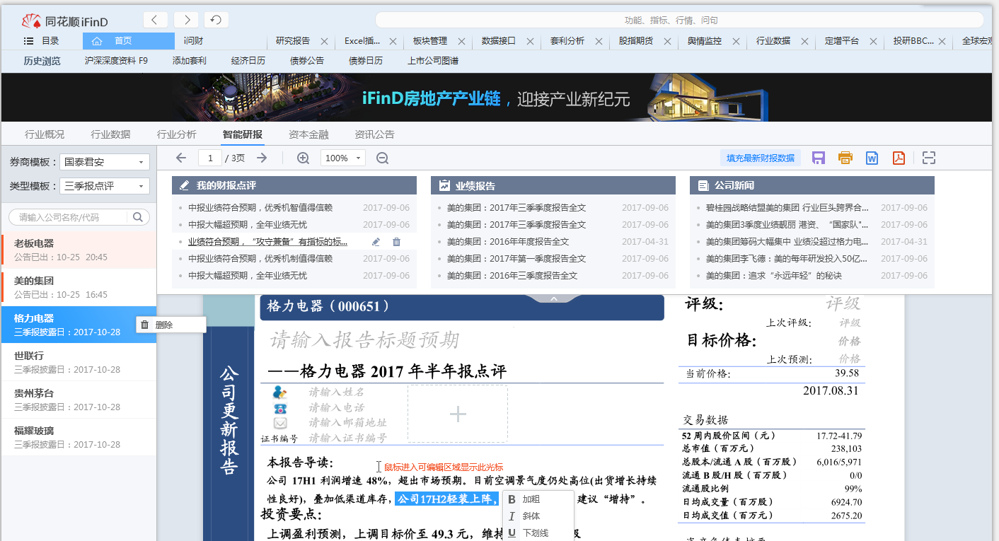 同花顺iFinD
功能、指标、行情、问句
目录 首页 i问财 研究报告 Excel插... 板块管理 数据接口 套利分析 股指期货 舆情监控 行业数据 定增平台 投研BBC... 全球宏观
历史浏览 沪深深度资料 F9 添加套利 经济日历 债券公告 债券日历 上市公司图谱
iFinD房地产产业链，迎接产业新纪元
行业概况 行业数据 行业分析 智能研报 资本金融 资讯公告
券商模板：国泰君安
类型模板：三季报点评
请输入公司名称/代码
老板电器
公告已出：10-25 20:45
美的集团
公告已出：10-25 16:45
格力电器
三季报披露日：2017-10-28
删除
世联行
三季报披露日：2017-10-28
贵州茅台
三季报披露日：2017-10-28
福耀玻璃
三季报披露日：2017-10-28
1 / 3页 100% 填充最新财报数据
我的财报点评
中报业绩符合预期，优秀机智值得信赖 2017-09-06
中报大幅超预期，全年业绩无忧 2017-09-06
业绩符合预期，“攻守兼备”有指标的标...
中报业绩符合预期，优秀机制值得信赖 2017-09-06
中报大幅超预期，全年业绩无忧 2017-09-06
业绩报告
美的集团：2017年三季季度报告全文 2017-09-06
美的集团：2017年三季季度报告全文 2017-09-06
美的集团：2016年年度报告全文 2017-04-31
美的集团：2017年第一季度报告全文 2017-09-06
美的集团：2016年三季度报告全文 2017-09-06
公司新闻
碧桂园战略结盟美的集团 行业巨头跨界合... 2017-09-06
美的集团3季度业绩靓丽 港资、“国家队”... 2017-09-06
美的集团筹码大幅集中 业绩没超过格力电... 2017-04-31
美的集团李飞德：美的每年研发投入50亿... 2017-09-06
美的集团：追求“永远年轻”的秘诀 2017-09-06
公司更新报告
格力电器（000651）
请输入报告标题预期
——格力电器 2017 年半年报点评
请输入姓名
请输入电话
请输入邮箱地址
证书编号 请输入证书编号
本报告导读：
鼠标进入可编辑区域显示此光标
公司 17H1 利润增速 48%，超出市场预期。目前空调景气度仍处高位(出货增长持续
性良好)，叠加低渠道库存，公司17H2轻装上阵， 建议“增持”。
投资要点：
上调盈利预测，上调目标价至 49.3 元，维持 级
B 加粗
I 斜体
U 下划线
评级： 评级
上次评级： 评级
目标价格： 价格
上次预测： 价格
当前价格： 39.58
2017.08.31
交易数据
52 周内股价区间（元） 17.72-41.79
总市值（百万元） 238,103
总股本/流通 A 股（百万股） 6,016/5,971
流通 B 股/H 股（百万股） 0/0
流通股比例 99%
日均成交量（百万股） 6924.70
日均成交值（百万元） 2675.20